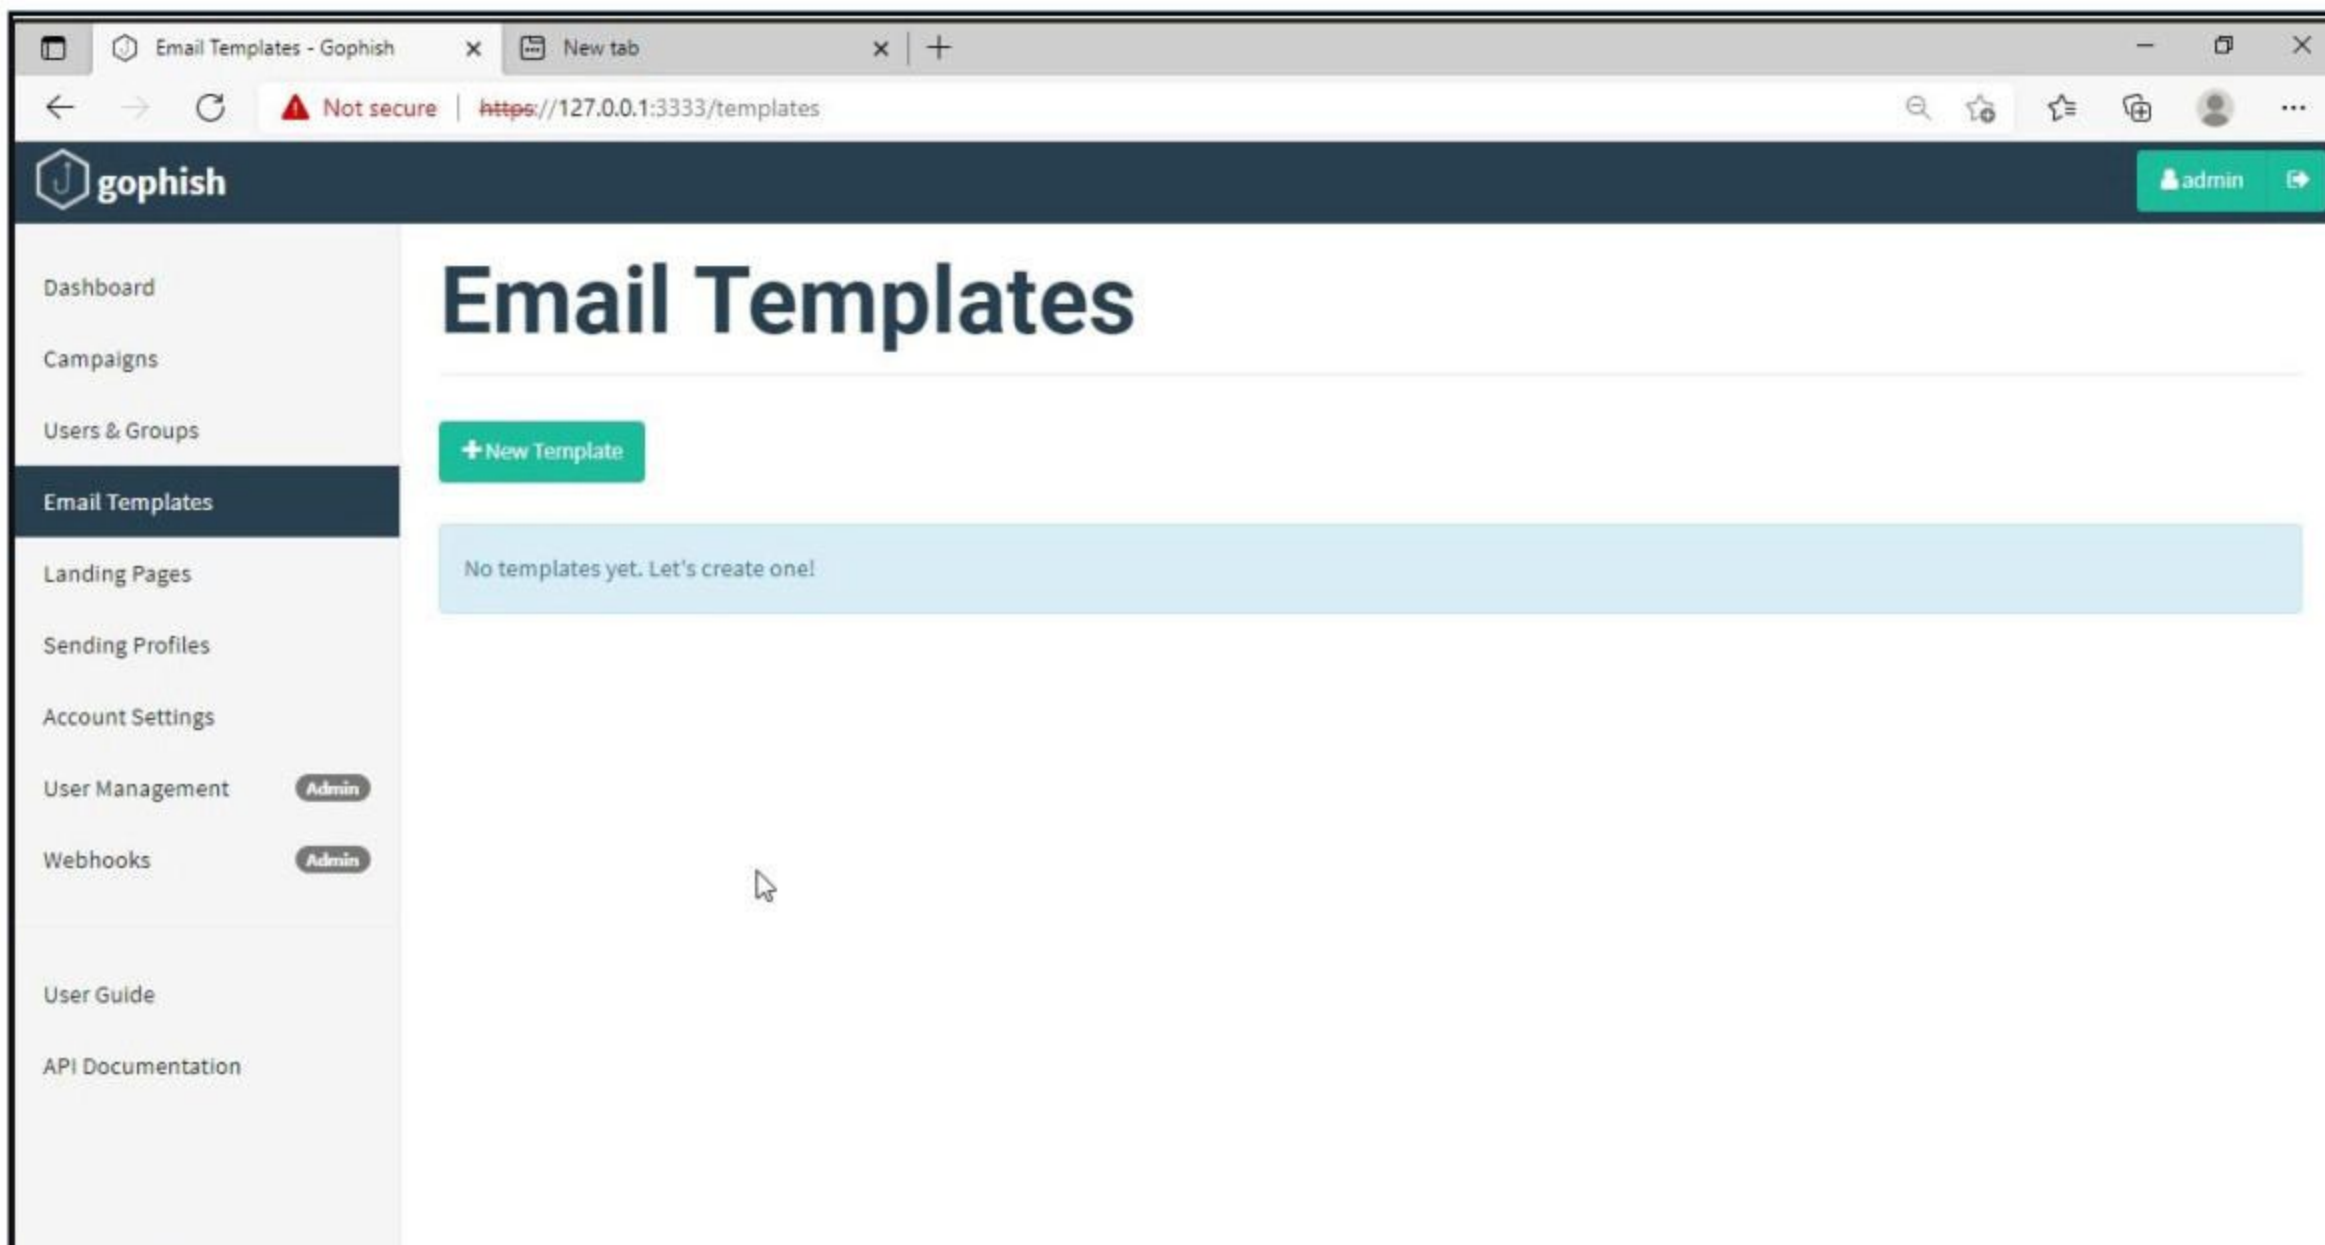 Email Templates - Gophish
New tab
Not secure
https://127.0.0.1:3333/templates
gophish
admin
Dashboard
Campaigns
Users & Groups
Email Templates
Landing Pages
Sending Profiles
Account Settings
User Management Admin
Webhooks Admin
User Guide
API Documentation
Email Templates
New Template
No templates yet. Let's create one!